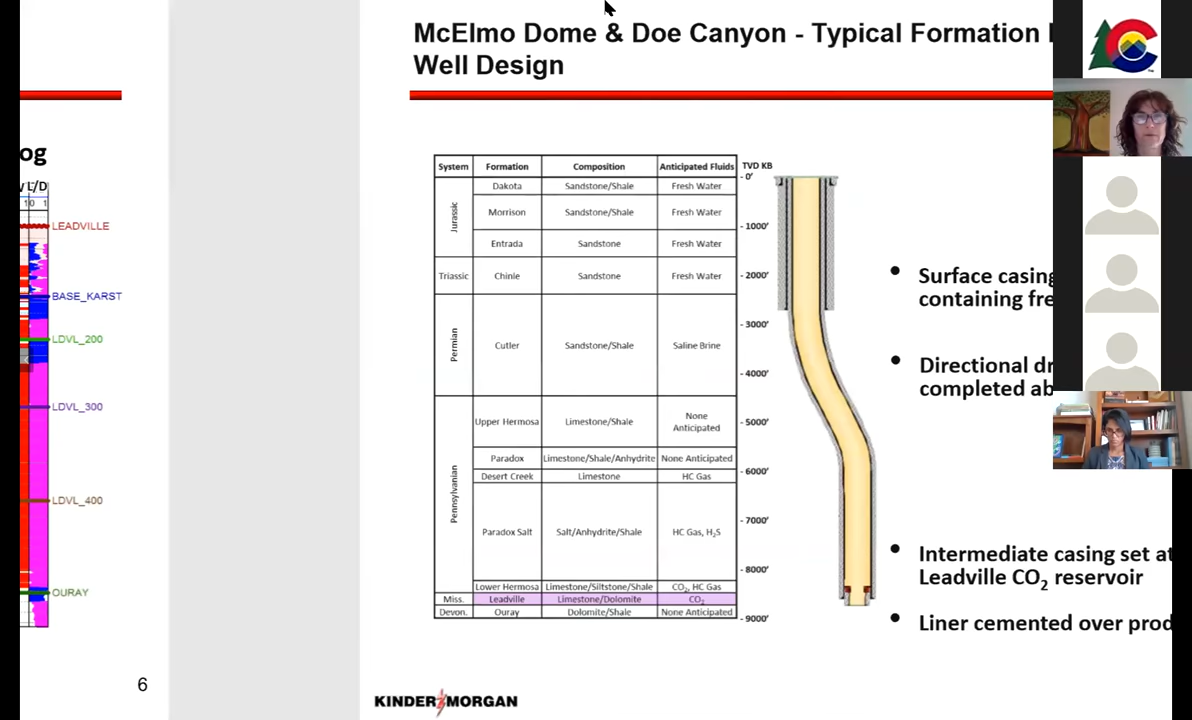 McElmo Dome & Doe Canyon - Typical Formation
Well Design
og
L/D
LEADVILLE
BASE_KARST
LDVL_200
LDVL_300
LDVL_400
OURAY
6
System Formation Composition Anticipated Fluids TVD KB
0'
Jurassic
Dakota Sandstone/Shale Fresh Water
Morrison Sandstone/Shale Fresh Water
- 1000'
Entrada Sandstone Fresh Water
Triassic Chinle Sandstone Fresh Water
- 2000'
- 3000'
Permian
Cutler Sandstone/Shale Saline Brine
- 4000'
Pennsylvanian
Upper Hermosa Limestone/Shale None Anticipated
- 5000'
Paradox Limestone/Shale/Anhydrite None Anticipated
- 6000'
Desert Creek Limestone HC Gas
- 7000'
Paradox Salt Salt/Anhydrite/Shale HC Gas, H₂S
- 8000'
Lower Hermosa Limestone/Siltstone/Shale CO₂, HC Gas
Miss. Leadville Limestone/Dolomite CO₂
Devon. Ouray Dolomite/Shale None Anticipated
- 9000'
• Surface casing
containing fre
• Directional dr
completed ab
• Intermediate casing set at
Leadville CO₂ reservoir
• Liner cemented over prod
KINDER MORGAN